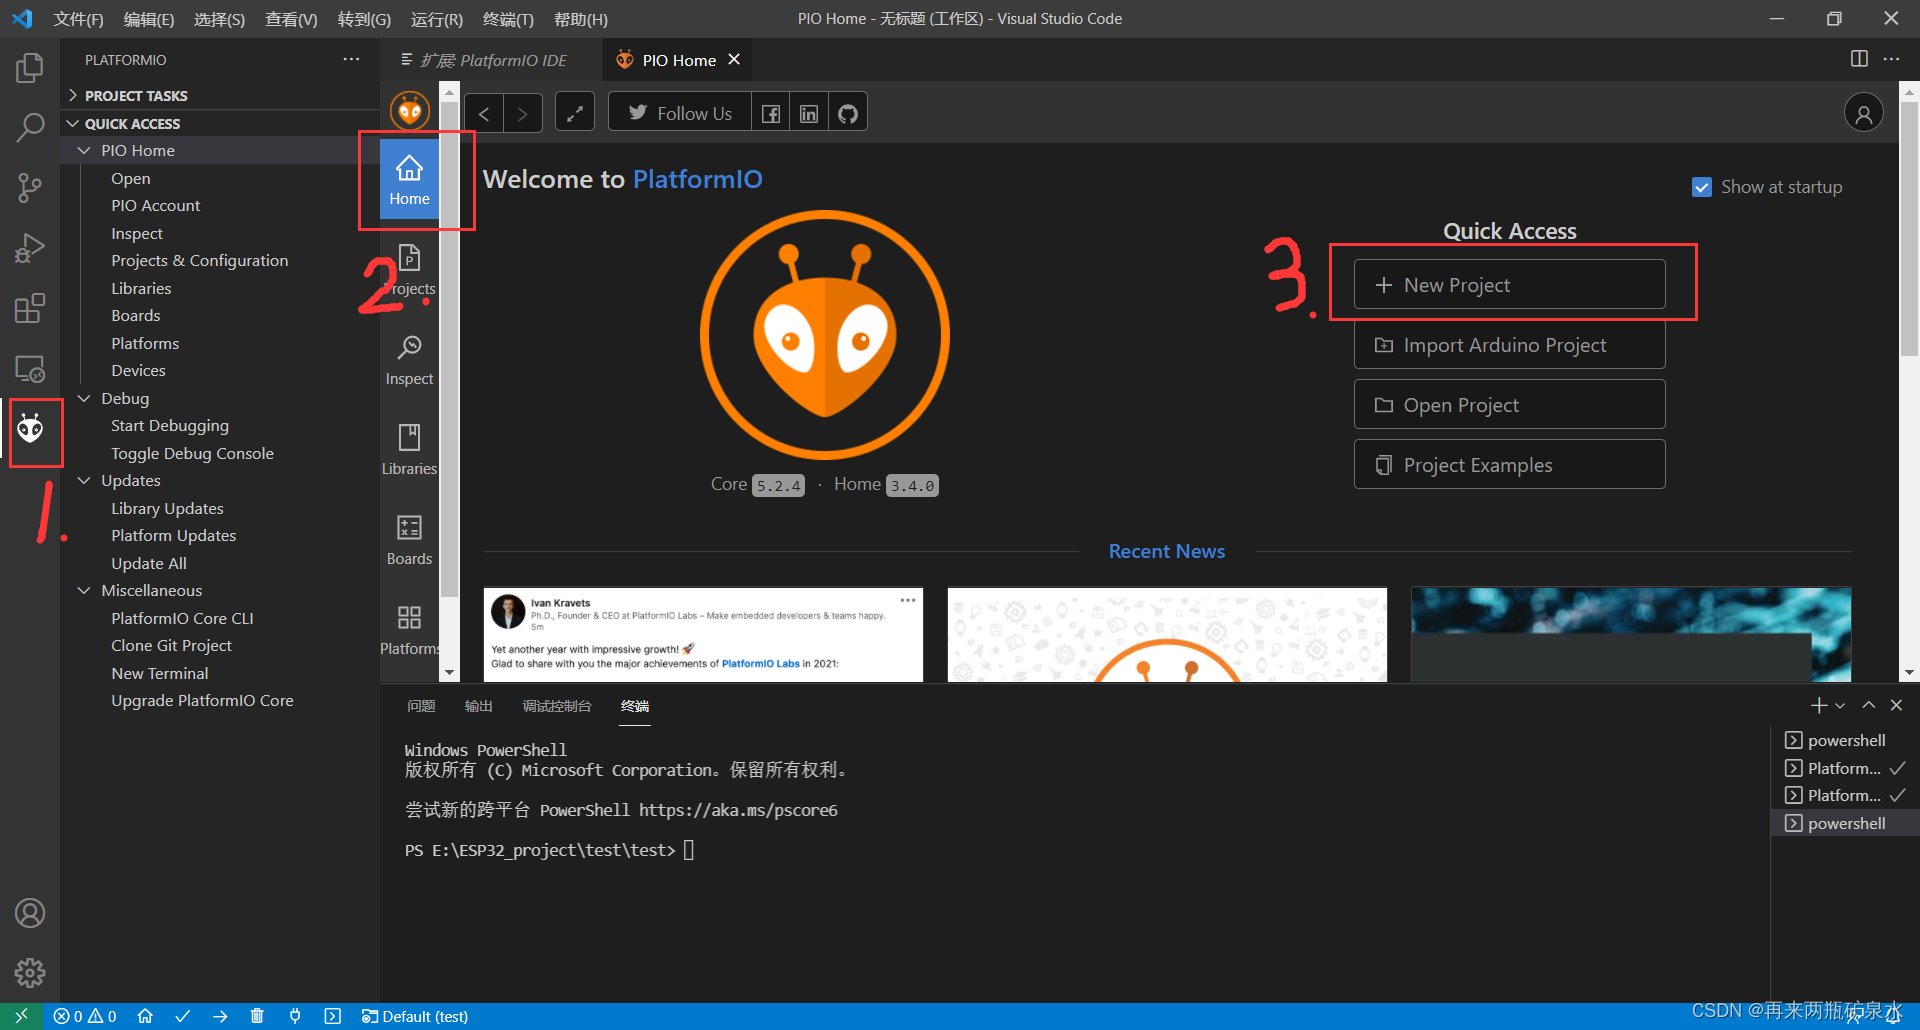 文件(F) 编辑(E) 选择(S) 查看(V) 转到(G) 运行(R) 终端(T) 帮助(H)
PIO Home - 无标题 (工作区) - Visual Studio Code
PLATFORMIO
扩展: PlatformIO IDE
PIO Home
PROJECT TASKS
QUICK ACCESS
PIO Home
Open
PIO Account
Inspect
Projects & Configuration
Libraries
Boards
Platforms
Devices
Debug
Start Debugging
Toggle Debug Console
Updates
Library Updates
Platform Updates
Update All
Miscellaneous
PlatformIO Core CLI
Clone Git Project
New Terminal
Upgrade PlatformIO Core
1.
Home
2.
Projects
Inspect
Libraries
Boards
Platforms
Follow Us
Welcome to PlatformIO
Show at startup
Core 5.2.4 · Home 3.4.0
Quick Access
3.
New Project
Import Arduino Project
Open Project
Project Examples
Recent News
Ivan Kravets
Ph.D., Founder & CEO at PlatformIO Labs – Make embedded developers & teams happy.
5m
Yet another year with impressive growth! 🚀
Glad to share with you the major achievements of PlatformIO Labs in 2021:
问题 输出 调试控制台 终端
Windows PowerShell
版权所有 (C) Microsoft Corporation。保留所有权利。
尝试新的跨平台 PowerShell https://aka.ms/pscore6
PS E:\ESP32_project\test\test>
powershell
Platform...
Platform...
powershell
0 0
Default (test)
CSDN @再来两瓶矿泉水